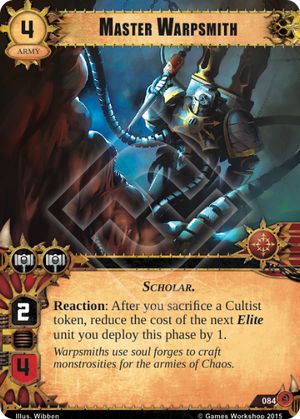 4
Master Warpsmith
ARMY
Scholar.
2
Reaction: After you sacrifice a Cultist
token, reduce the cost of the next Elite
unit you deploy this phase by 1.
4
Warpsmiths use soul forges to craft
monstrosities for the armies of Chaos.
084
Illus. Wibben
© Games Workshop 2015